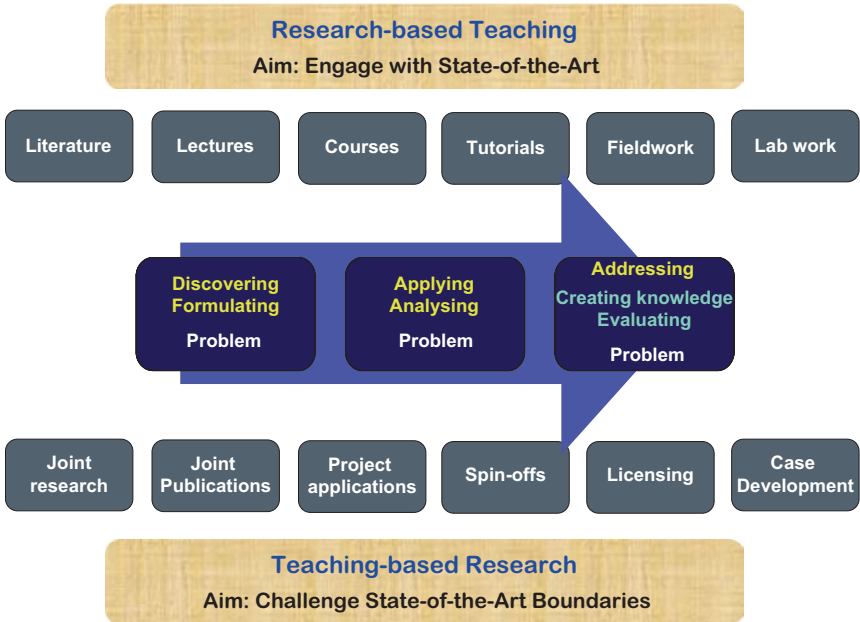 Research-based Teaching
Aim: Engage with State-of-the-Art
Literature
Lectures
Courses
Tutorials
Fieldwork
Lab work
Discovering
Formulating
Problem
Applying
Analysing
Problem
Addressing
Creating knowledge
Evaluating
Problem
Joint
research
Joint
Publications
Project
applications
Spin-offs
Licensing
Case
Development
Teaching-based Research
Aim: Challenge State-of-the-Art Boundaries